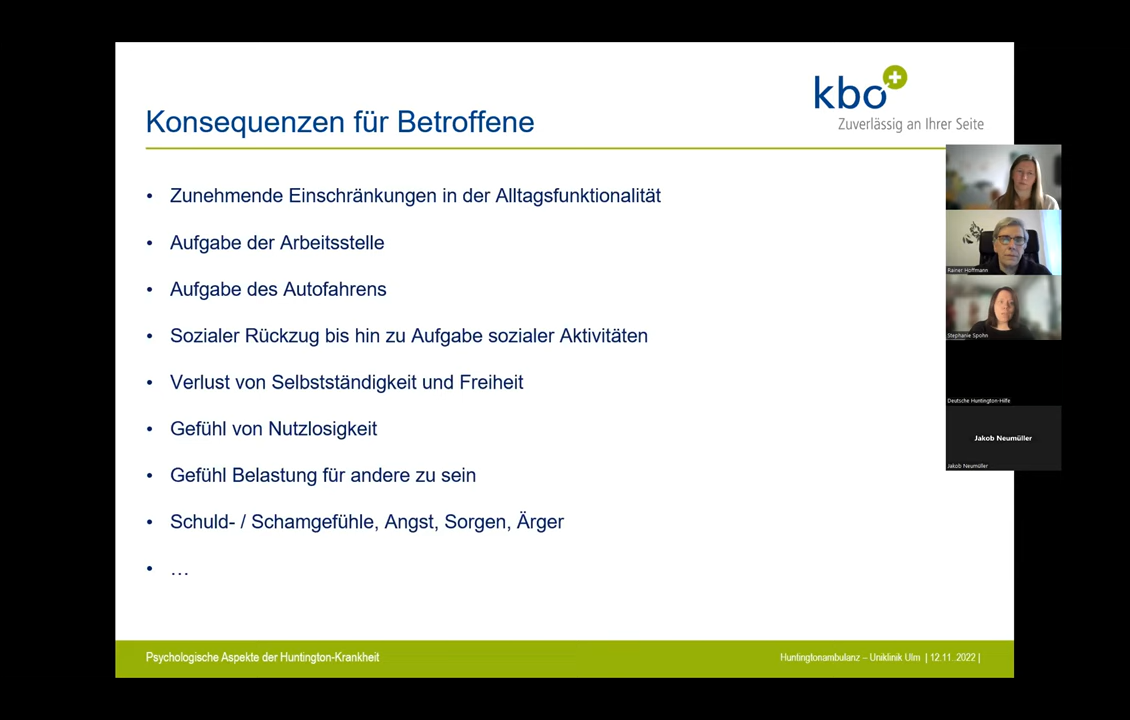 kbo
Zuverlässig an Ihrer Seite
Konsequenzen für Betroffene
• Zunehmende Einschränkungen in der Alltagsfunktionalität
• Aufgabe der Arbeitsstelle
• Aufgabe des Autofahrens
• Sozialer Rückzug bis hin zu Aufgabe sozialer Aktivitäten
• Verlust von Selbstständigkeit und Freiheit
• Gefühl von Nutzlosigkeit
• Gefühl Belastung für andere zu sein
• Schuld- / Schamgefühle, Angst, Sorgen, Ärger
• …
Rainer Hoffmann
Stephanie Spohn
Deutsche Huntington-Hilfe
Jakob Neumüller
Jakob Neumüller
Psychologische Aspekte der Huntington-Krankheit
Huntingtonambulanz – Uniklinik Ulm | 12.11..2022 |